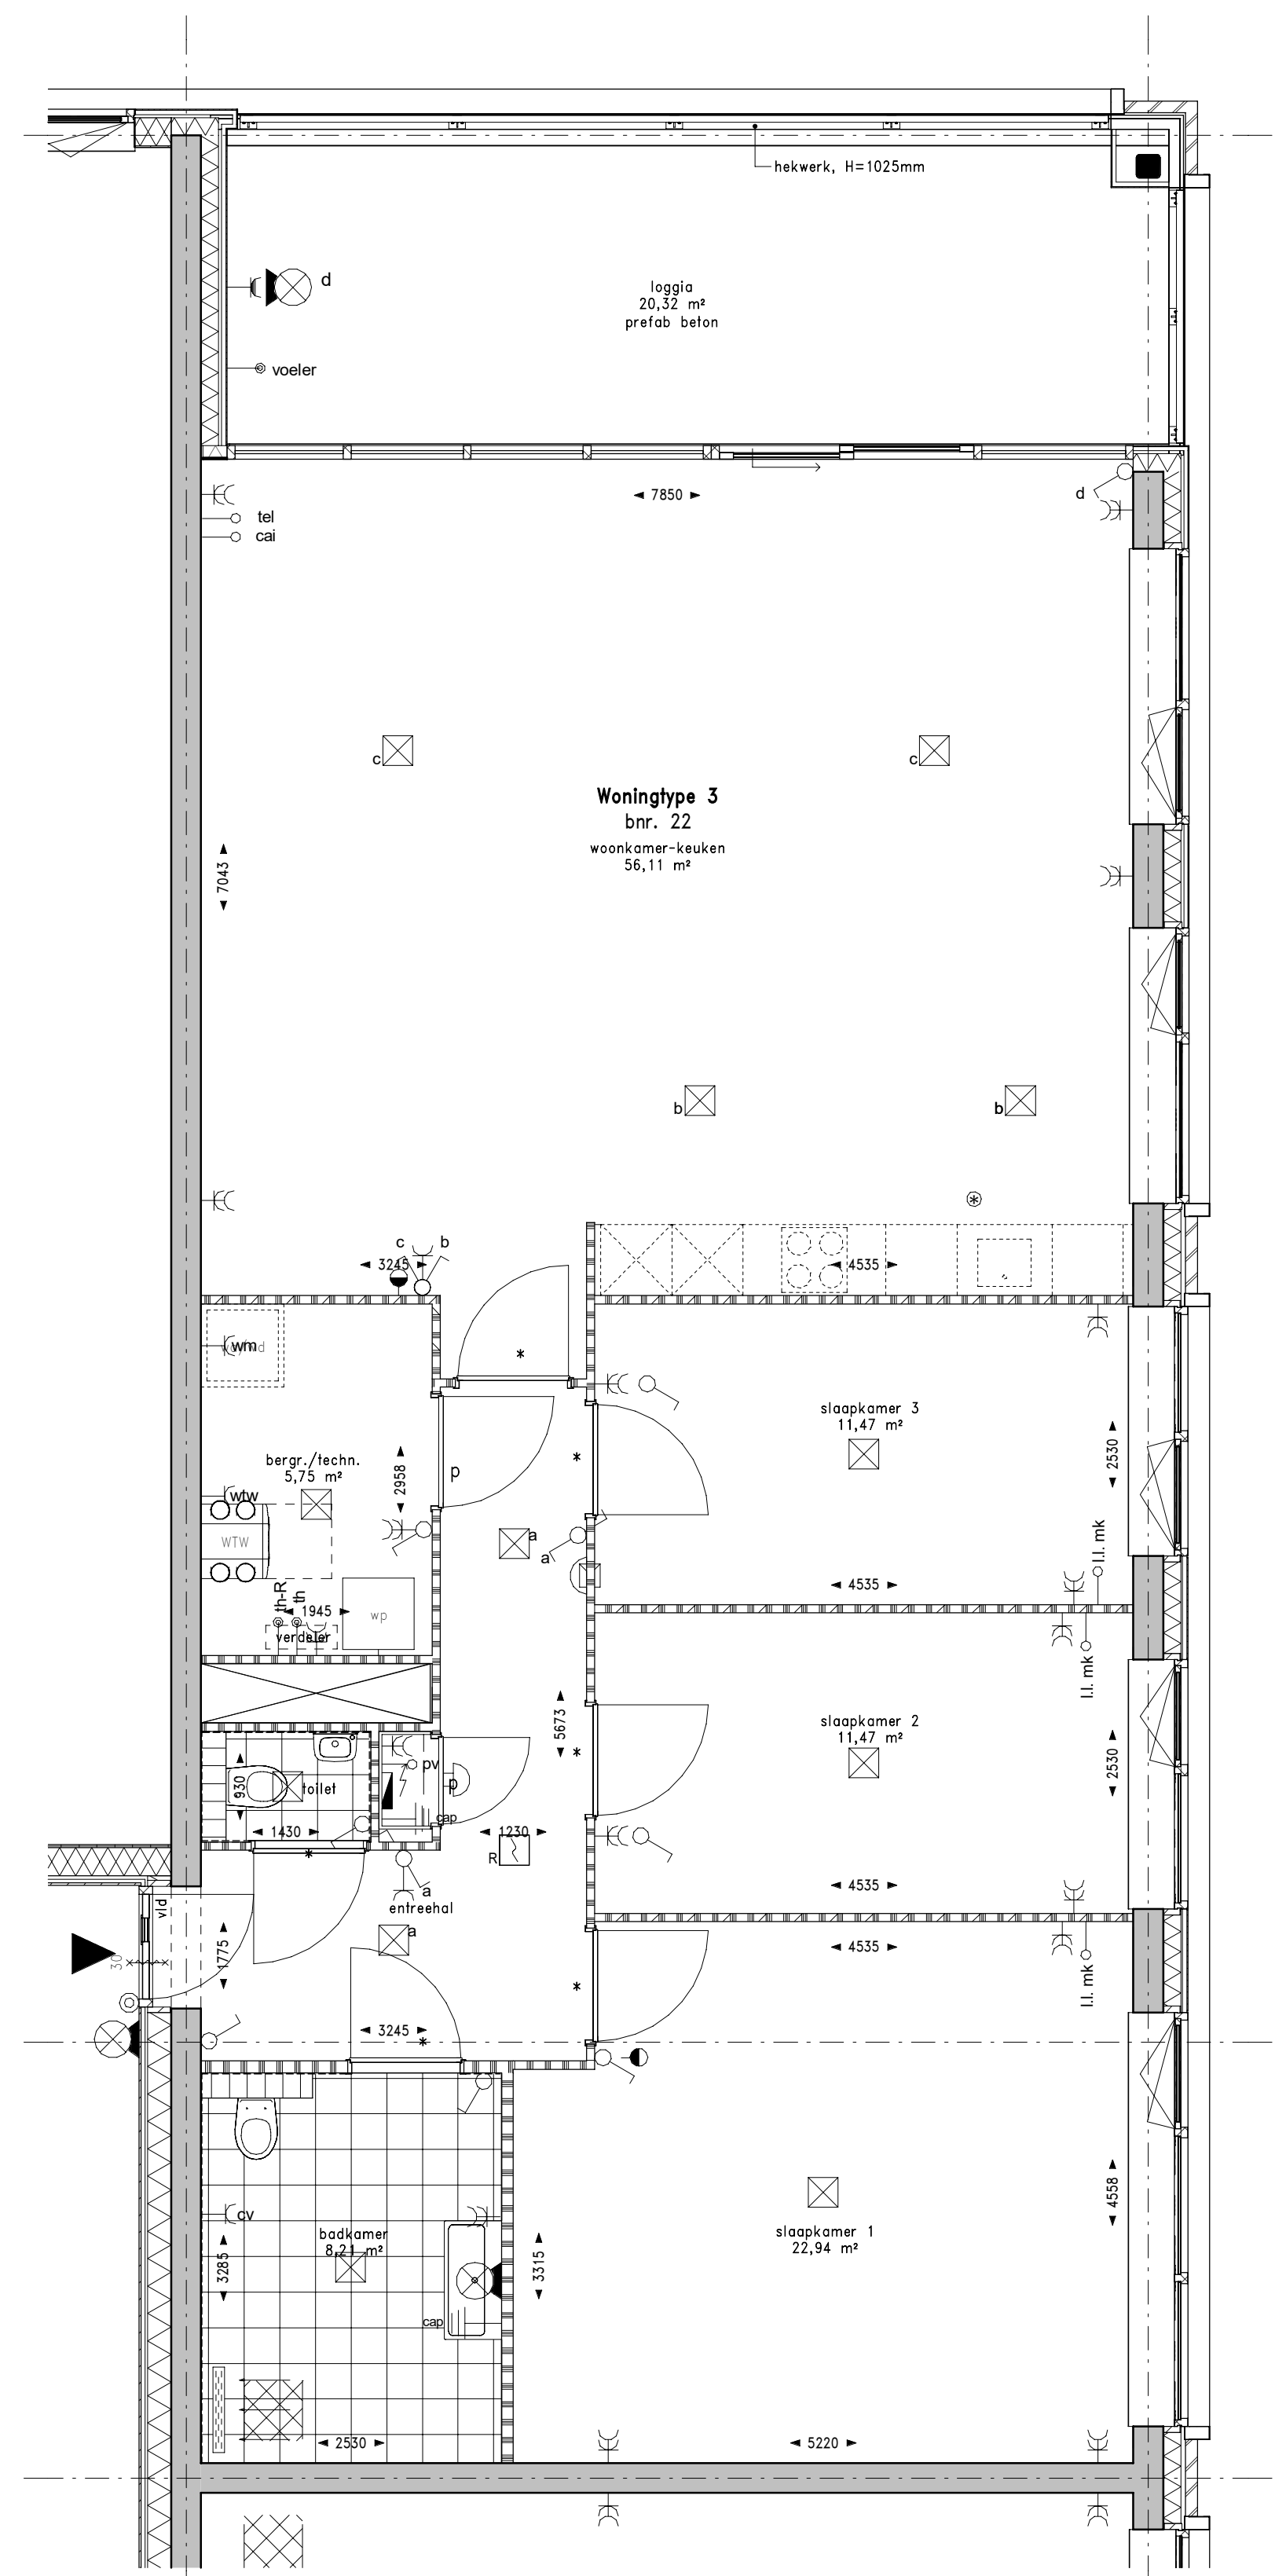 hekwerk, H=1025mm
d
loggia
20,32 m²
prefab beton
voeler
7850
d
tel
cai
c
c
Woningtype 3
bnr. 22
woonkamer-keuken
56,11 m²
7043
b
b
*
c
b
3245
4535
wm
*
slaapkamer 3
11,47 m²
2530
bergr./techn.
5,75 m²
2958
p
*
wtw
WTW
a
a
l.l. mk
th-R
th
1945
wp
verdeler
4535
l.l. mk
5673
slaapkamer 2
11,47 m²
2530
*
pv
p
930
toilet
cap
1430
1230
R
*
a
4535
entreehal
vld
a
4535
30
1775
*
l.l. mk
3245
*
4558
cv
badkamer
8,21 m²
3285
3315
slaapkamer 1
22,94 m²
cap
2530
5220